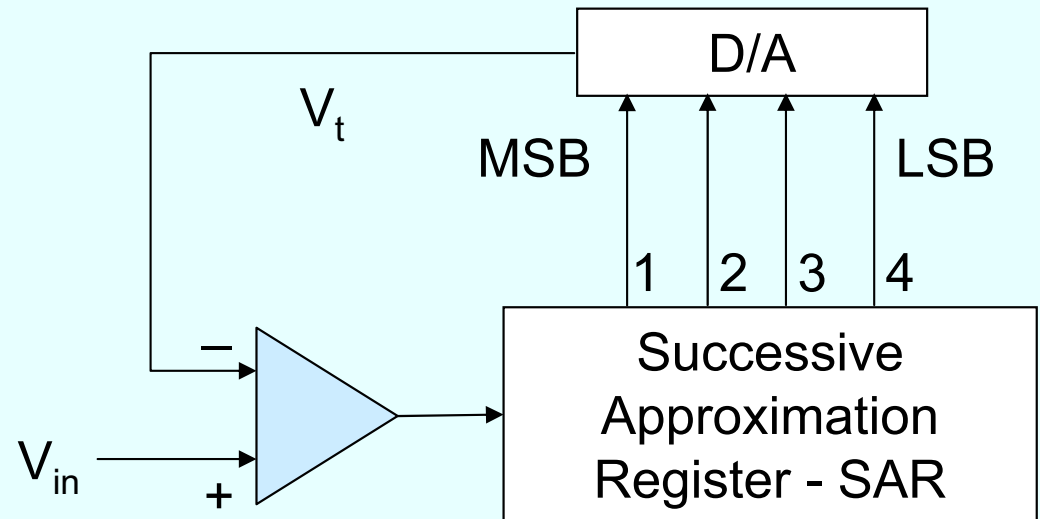 D/A
Vt
MSB
LSB
1 2 3 4
–
Successive
Approximation
Register - SAR
Vin
+